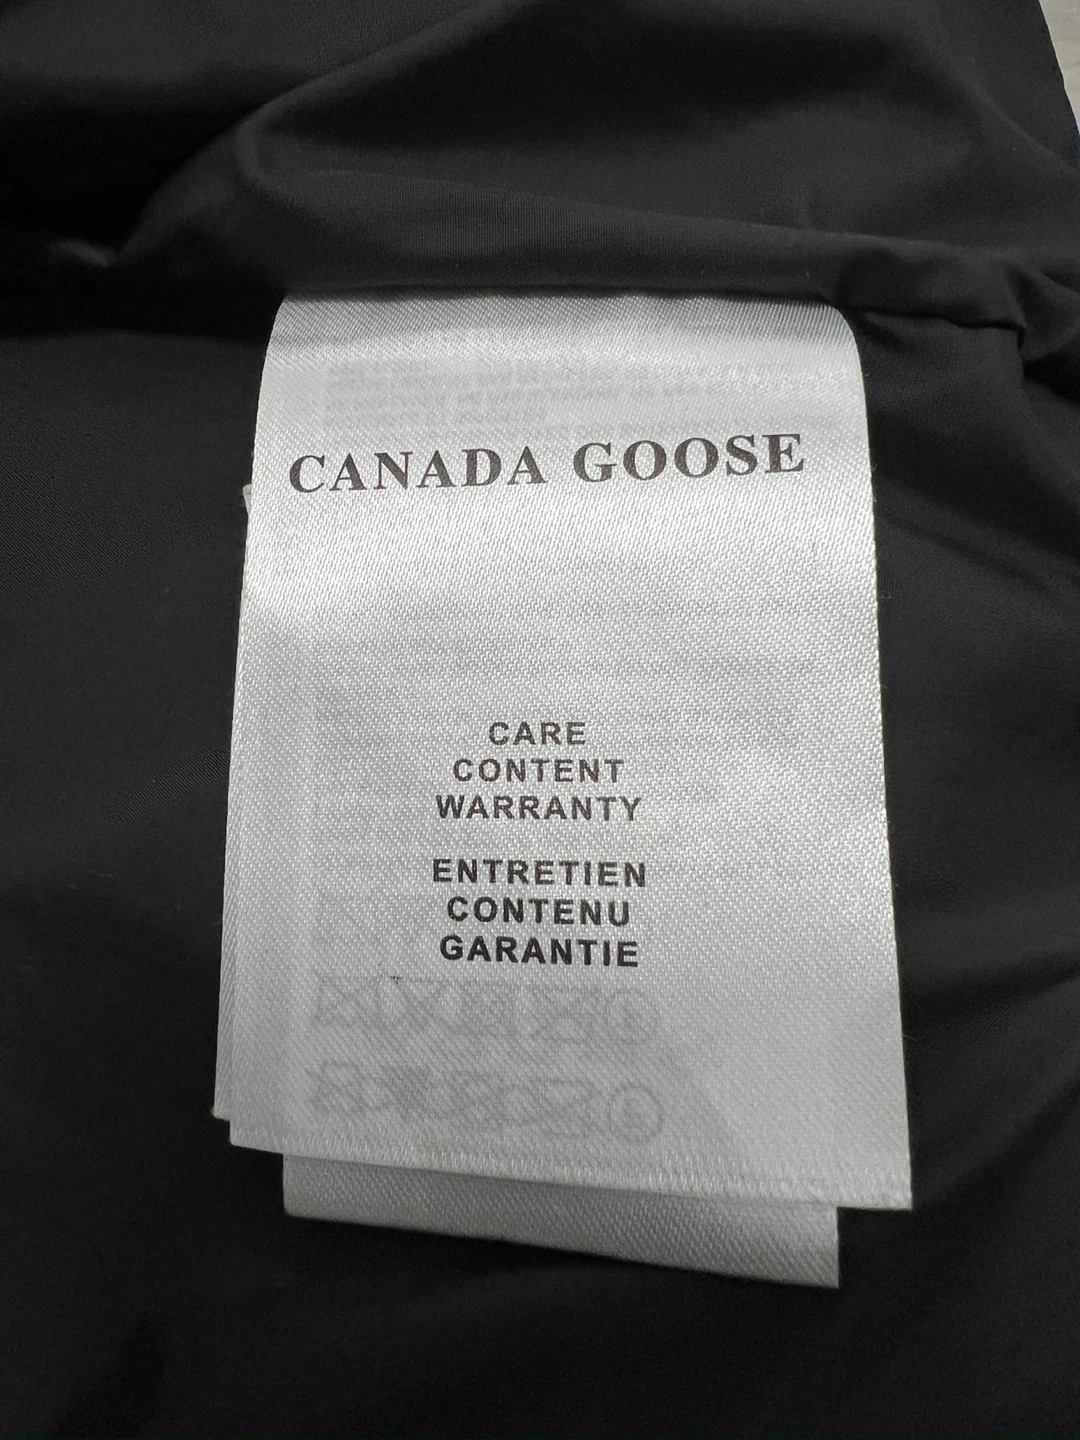 CANADA GOOSE
CARE
CONTENT
WARRANTY
ENTRETIEN
CONTENU
GARANTIE